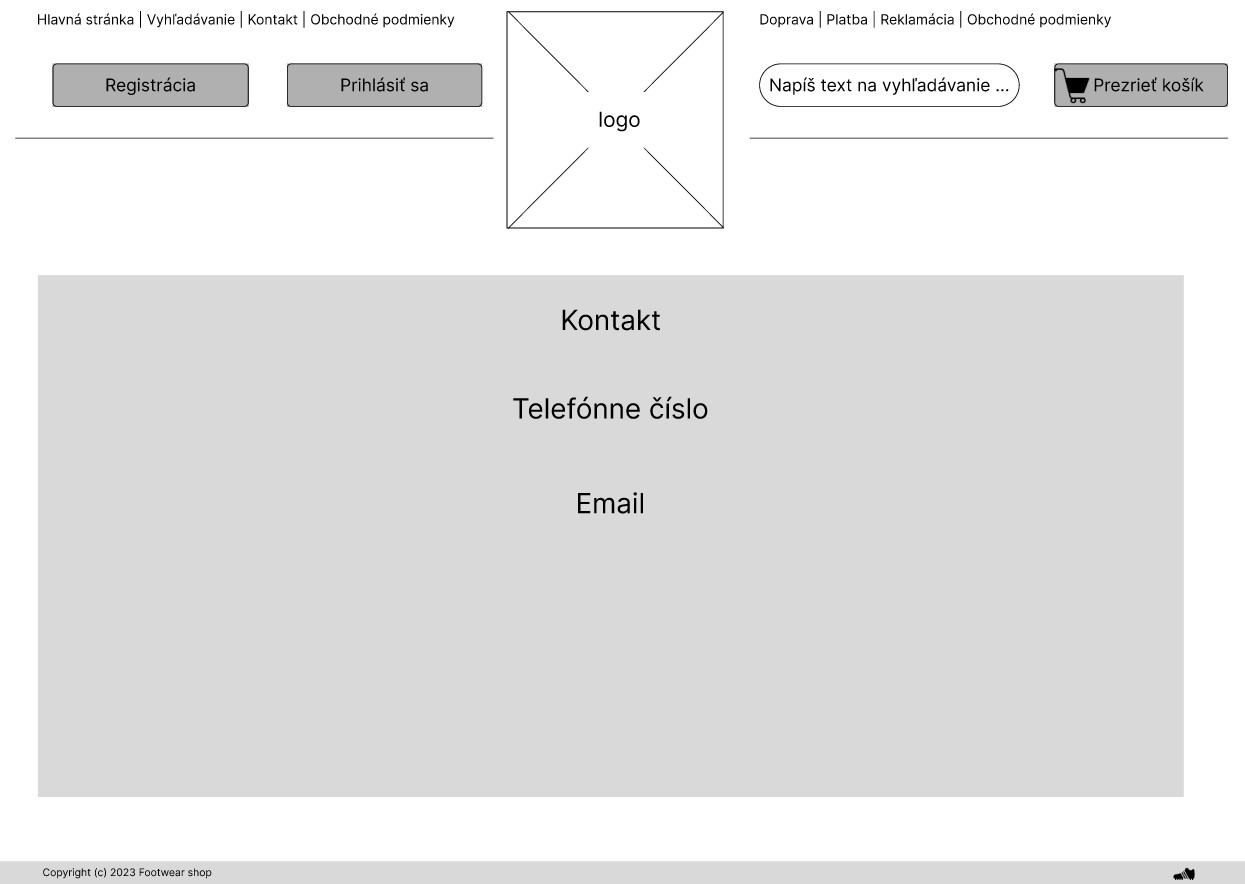 Hlavná stránka | Vyhľadávanie | Kontakt | Obchodné podmienky
Doprava | Platba | Reklamácia | Obchodné podmienky
Registrácia
Prihlásiť sa
logo
Napíš text na vyhľadávanie ...
Prezrieť košík
Kontakt
Telefónne číslo
Email
Copyright (c) 2023 Footwear shop